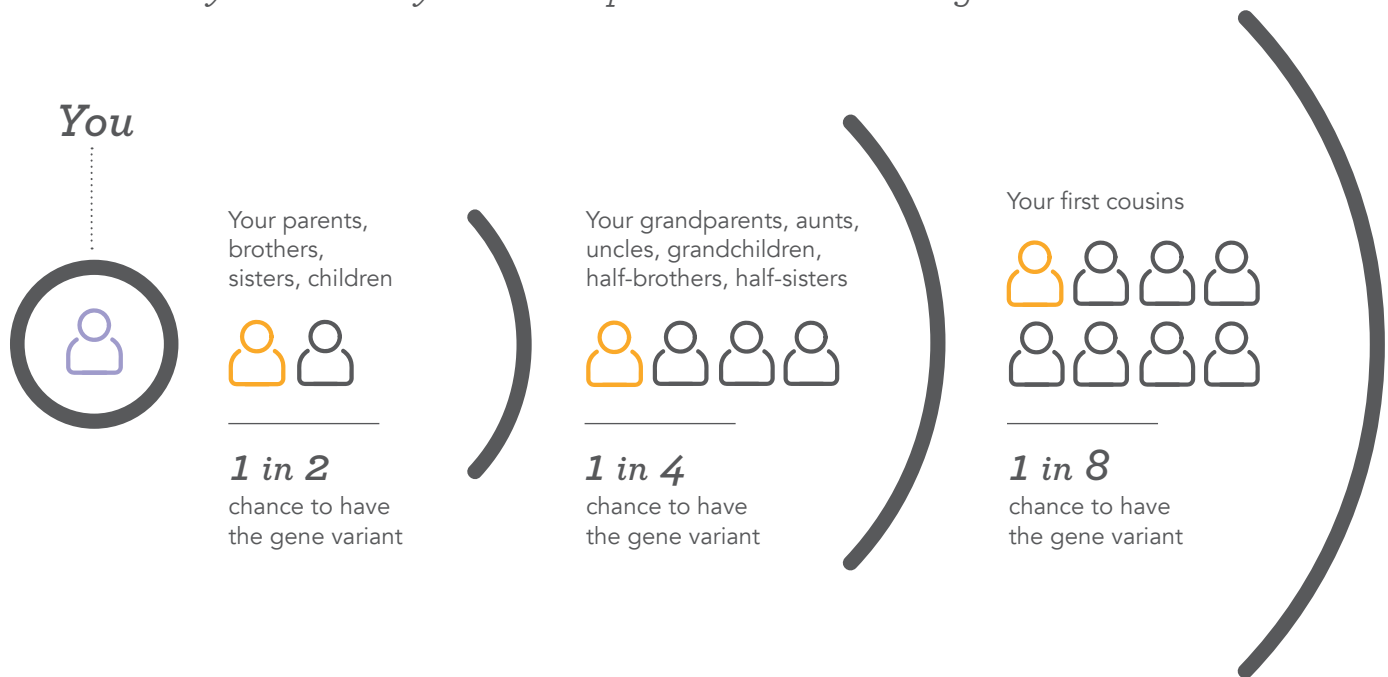 You
Your parents,
brothers,
sisters, children
1 in 2
chance to have
the gene variant
Your grandparents, aunts,
uncles, grandchildren,
half-brothers, half-sisters
1 in 4
chance to have
the gene variant
Your first cousins
1 in 8
chance to have
the gene variant